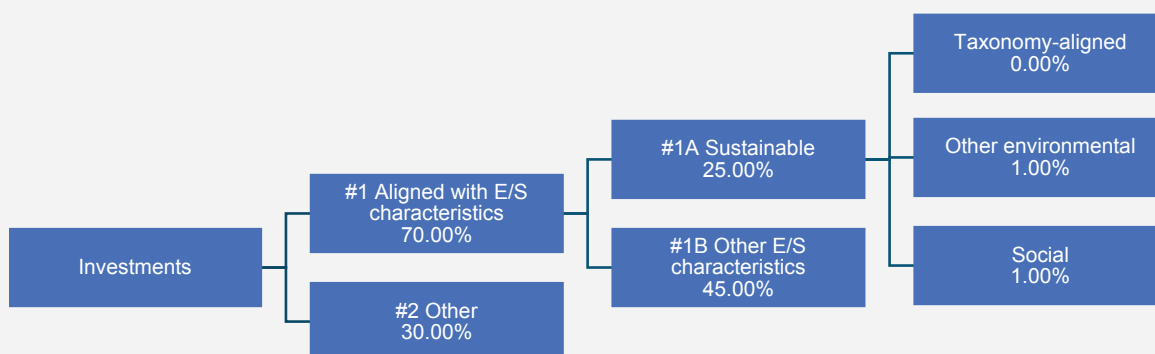 Investments
#1 Aligned with E/S
characteristics
70.00%
#2 Other
30.00%
#1A Sustainable
25.00%
#1B Other E/S
characteristics
45.00%
Taxonomy-aligned
0.00%
Other environmental
1.00%
Social
1.00%